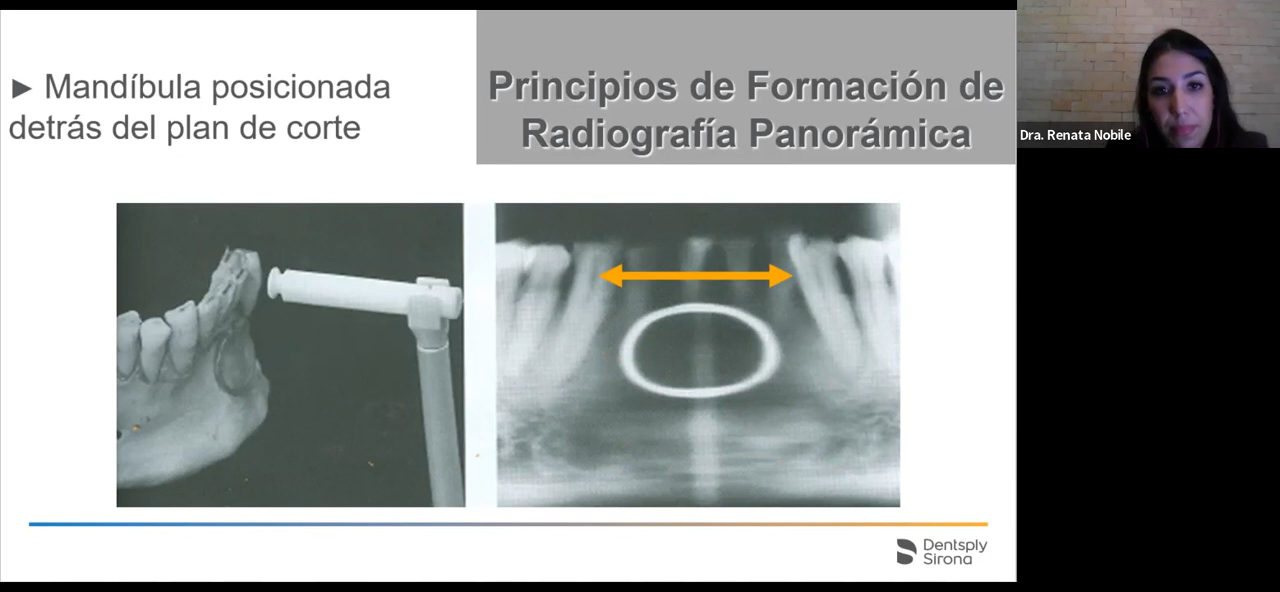 ► Mandíbula posicionada
detrás del plan de corte
Principios de Formación de
Radiografía Panorámica
Dra. Renata Nobile
Dentsply
Sirona